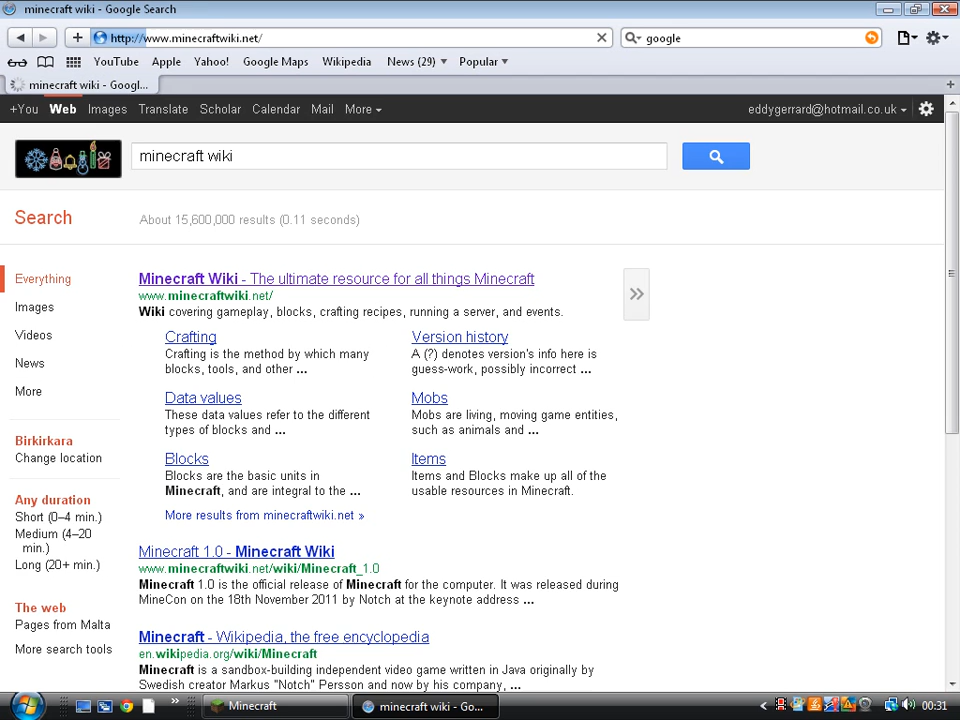 minecraft wiki - Google Search
http://www.minecraftwiki.net/
google
YouTube Apple Yahoo! Google Maps Wikipedia News (29) Popular
minecraft wiki - Googl...
+You Web Images Translate Scholar Calendar Mail More eddygerrard@hotmail.co.uk
minecraft wiki
Search About 15,600,000 results (0.11 seconds)
Everything
Images
Videos
News
More
Birkirkara
Change location
Any duration
Short (0–4 min.)
Medium (4–20
min.)
Long (20+ min.)
The web
Pages from Malta
More search tools
Minecraft Wiki - The ultimate resource for all things Minecraft
www.minecraftwiki.net/
Wiki covering gameplay, blocks, crafting recipes, running a server, and events.
Crafting
Crafting is the method by which many
blocks, tools, and other ...
Version history
A (?) denotes version's info here is
guess-work, possibly incorrect ...
Data values
These data values refer to the different
types of blocks and ...
Mobs
Mobs are living, moving game entities,
such as animals and ...
Blocks
Blocks are the basic units in
Minecraft, and are integral to the ...
Items
Items and Blocks make up all of the
usable resources in Minecraft.
More results from minecraftwiki.net »
Minecraft 1.0 - Minecraft Wiki
www.minecraftwiki.net/wiki/Minecraft_1.0
Minecraft 1.0 is the official release of Minecraft for the computer. It was released during
MineCon on the 18th November 2011 by Notch at the keynote address ...
Minecraft - Wikipedia, the free encyclopedia
en.wikipedia.org/wiki/Minecraft
Minecraft is a sandbox-building independent video game written in Java originally by
Swedish creator Markus "Notch" Persson and now by his company, ...
Minecraft minecraft wiki - Go... 00:31